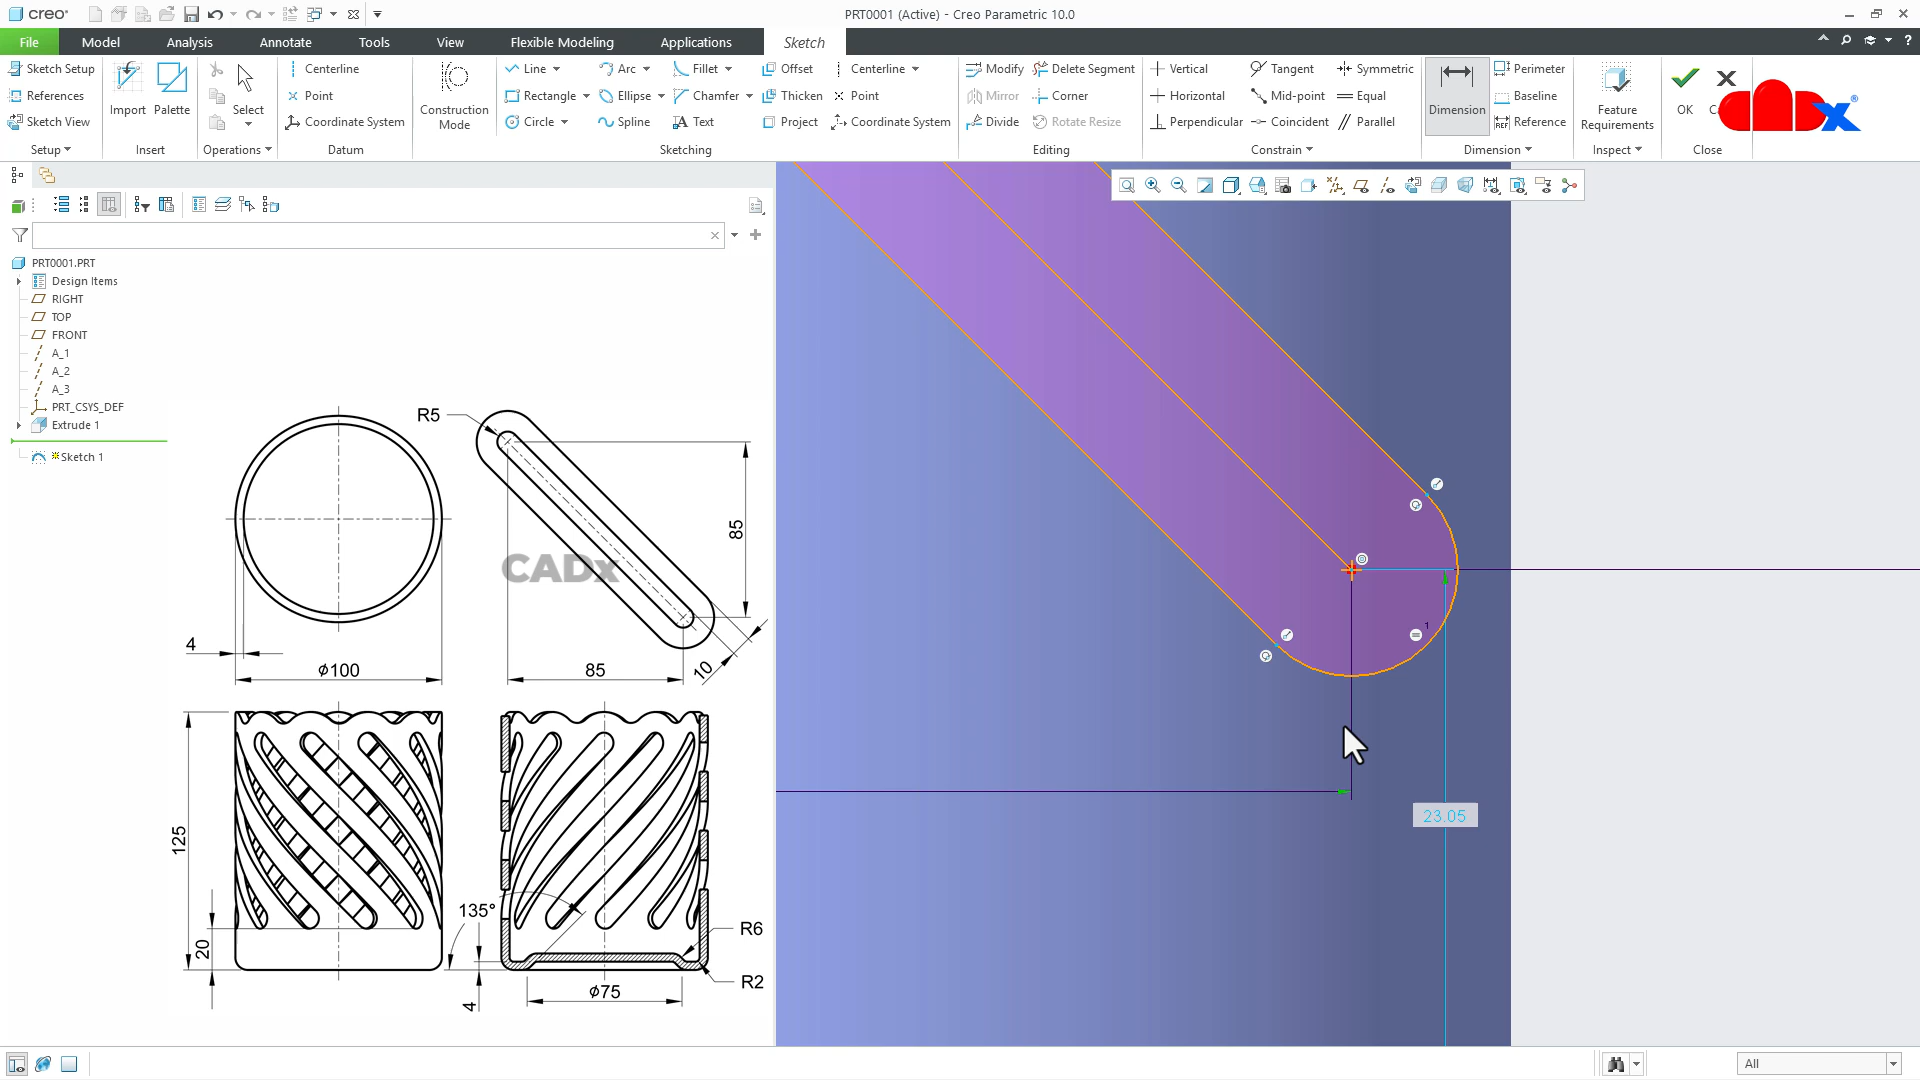 creo®
PRT0001 (Active) - Creo Parametric 10.0
File Model Analysis Annotate Tools View Flexible Modeling Applications Sketch
Sketch Setup
References
Sketch View
Setup
Import Palette
Insert
Select
Operations
Centerline
Point
Coordinate System
Datum
Construction
Mode
Line Arc Fillet Offset Centerline
Rectangle Ellipse Chamfer Thicken Point
Circle Spline Text Project Coordinate System
Sketching
Modify Delete Segment
Mirror Corner
Divide Rotate Resize
Editing
Vertical Tangent Symmetric
Horizontal Mid-point Equal
Perpendicular Coincident Parallel
Constrain
Dimension
Perimeter
Baseline
Reference
Dimension
Feature
Requirements
Inspect
OK
Close
CADx®
PRT0001.PRT
Design Items
RIGHT
TOP
FRONT
A_1
A_2
A_3
PRT_CSYS_DEF
Extrude 1
Sketch 1
R5
85
CADx
4
ϕ100
85
10
125
20
135°
R6
R2
4
ϕ75
1
23.05
All